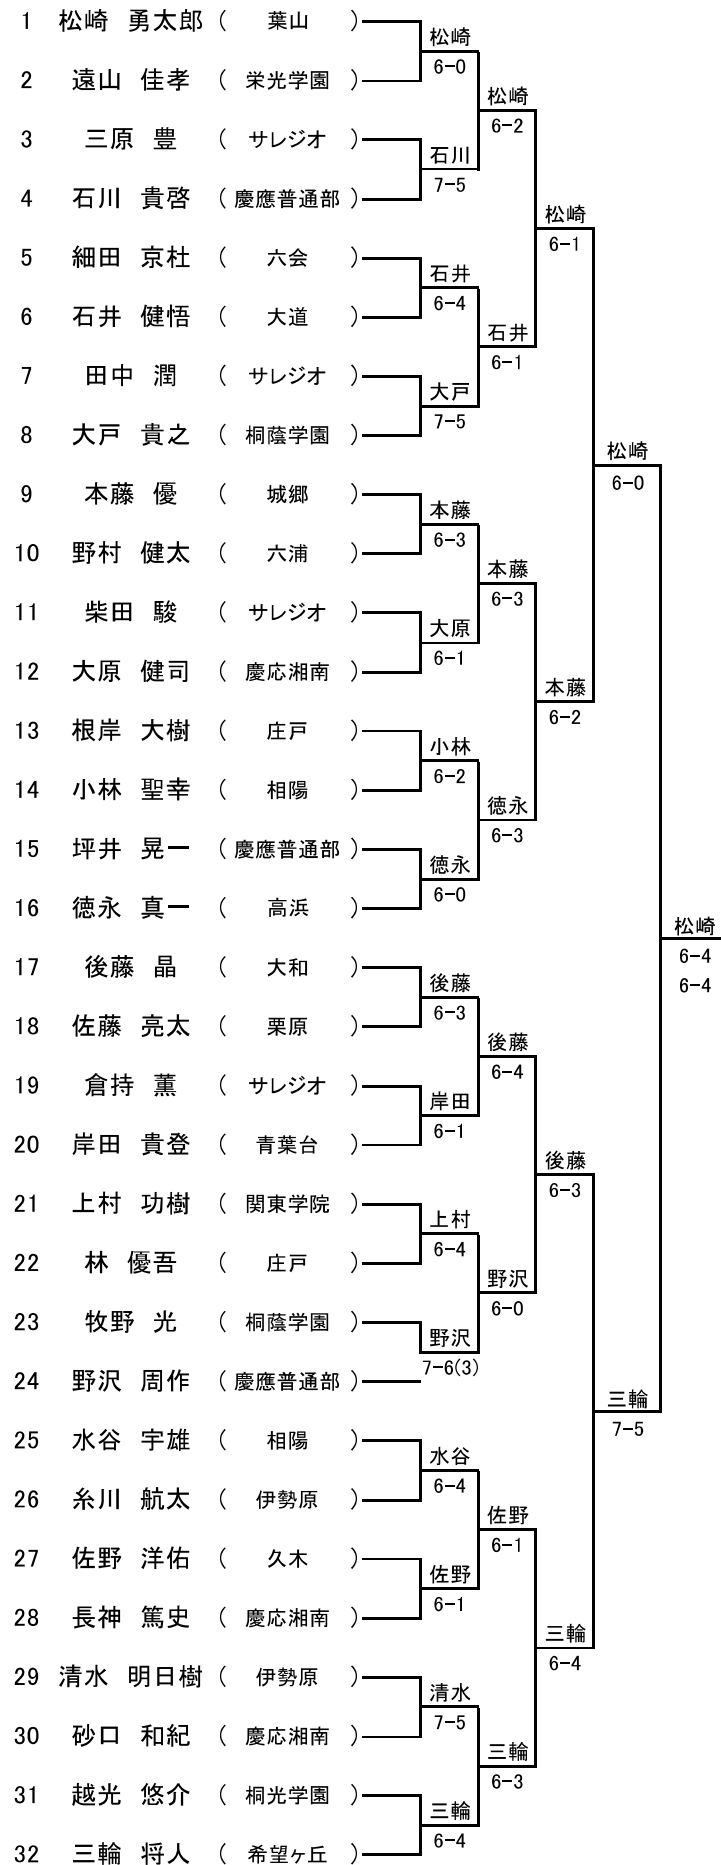 1 松崎 勇太郎 ( 葉山 )
松崎
2 遠山 佳孝 ( 栄光学園 )
6-0
松崎
6-2
3 三原 豊 ( サレジオ )
石川
4 石川 貴啓 ( 慶應普通部 )
7-5
松崎
6-1
5 細田 京杜 ( 六会 )
石井
6 石井 健悟 ( 大道 )
6-4
石井
6-1
7 田中 潤 ( サレジオ )
大戸
8 大戸 貴之 ( 桐蔭学園 )
7-5
松崎
6-0
9 本藤 優 ( 城郷 )
本藤
10 野村 健太 ( 六浦 )
6-3
本藤
6-3
11 柴田 駿 ( サレジオ )
大原
12 大原 健司 ( 慶応湘南 )
6-1
本藤
6-2
13 根岸 大樹 ( 庄戸 )
小林
14 小林 聖幸 ( 相陽 )
6-2
徳永
6-3
15 坪井 晃一 ( 慶應普通部 )
徳永
16 徳永 真一 ( 高浜 )
6-0
松崎
6-4
6-4
17 後藤 晶 ( 大和 )
後藤
18 佐藤 亮太 ( 栗原 )
6-3
後藤
6-4
19 倉持 薫 ( サレジオ )
岸田
20 岸田 貴登 ( 青葉台 )
6-1
後藤
6-3
21 上村 功樹 ( 関東学院 )
上村
22 林 優吾 ( 庄戸 )
6-4
野沢
6-0
23 牧野 光 ( 桐蔭学園 )
野沢
24 野沢 周作 ( 慶應普通部 )
7-6(3)
三輪
7-5
25 水谷 宇雄 ( 相陽 )
水谷
26 糸川 航太 ( 伊勢原 )
6-4
佐野
6-1
27 佐野 洋佑 ( 久木 )
佐野
28 長神 篤史 ( 慶応湘南 )
6-1
三輪
6-4
29 清水 明日樹 ( 伊勢原 )
清水
30 砂口 和紀 ( 慶応湘南 )
7-5
三輪
6-3
31 越光 悠介 ( 桐光学園 )
三輪
32 三輪 将人 ( 希望ヶ丘 )
6-4